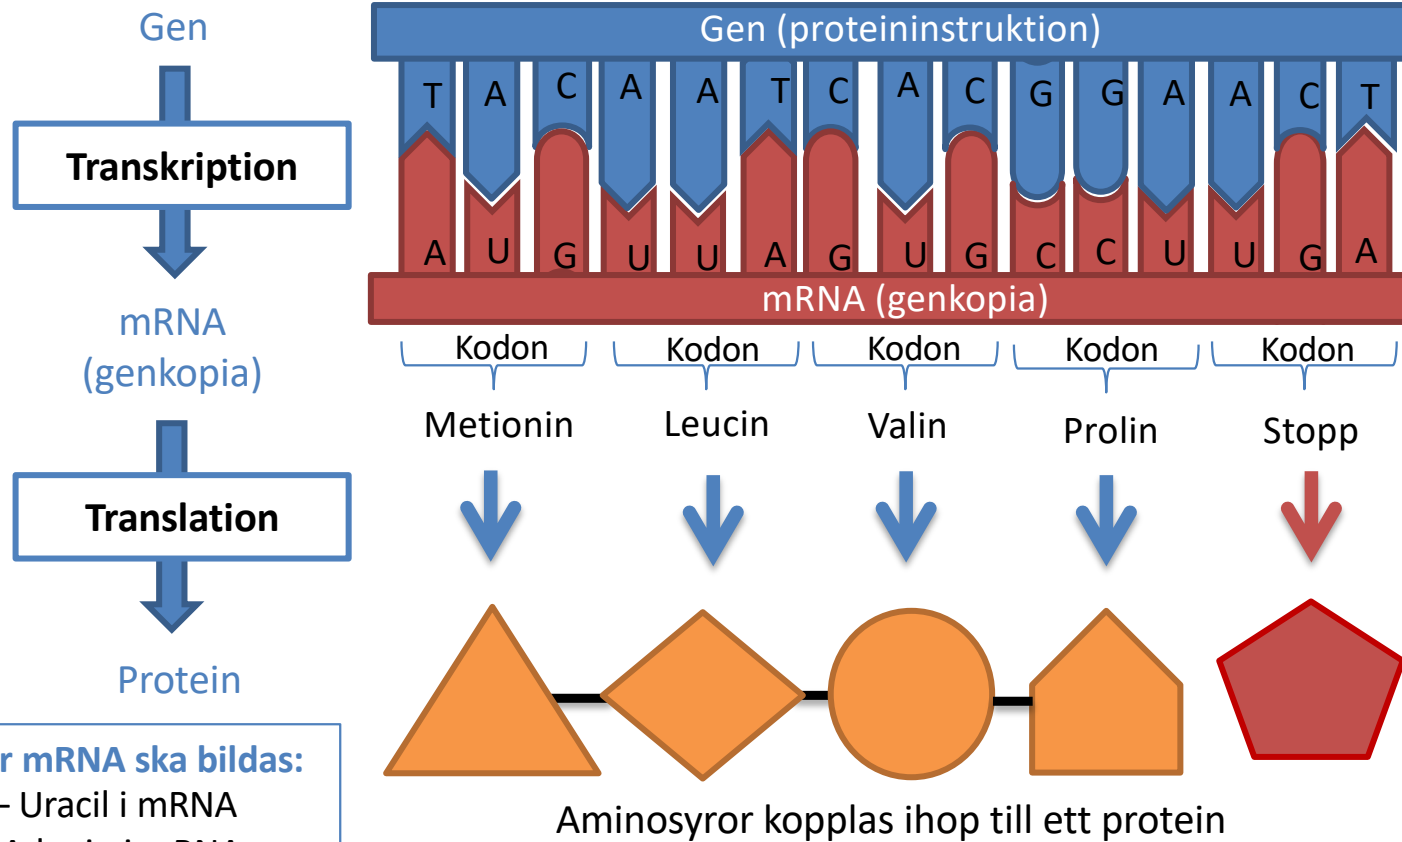 Gen
Transkription
mRNA
(genkopia)
Translation
Protein
r mRNA ska bildas:
– Uracil i mRNA
Gen (proteininstruktion)
T A C A A T C A C G G A A C T
A U G U U A G U G C C U U G A
mRNA (genkopia)
Kodon Kodon Kodon Kodon Kodon
Metionin Leucin Valin Prolin Stopp
Aminosyror kopplas ihop till ett protein